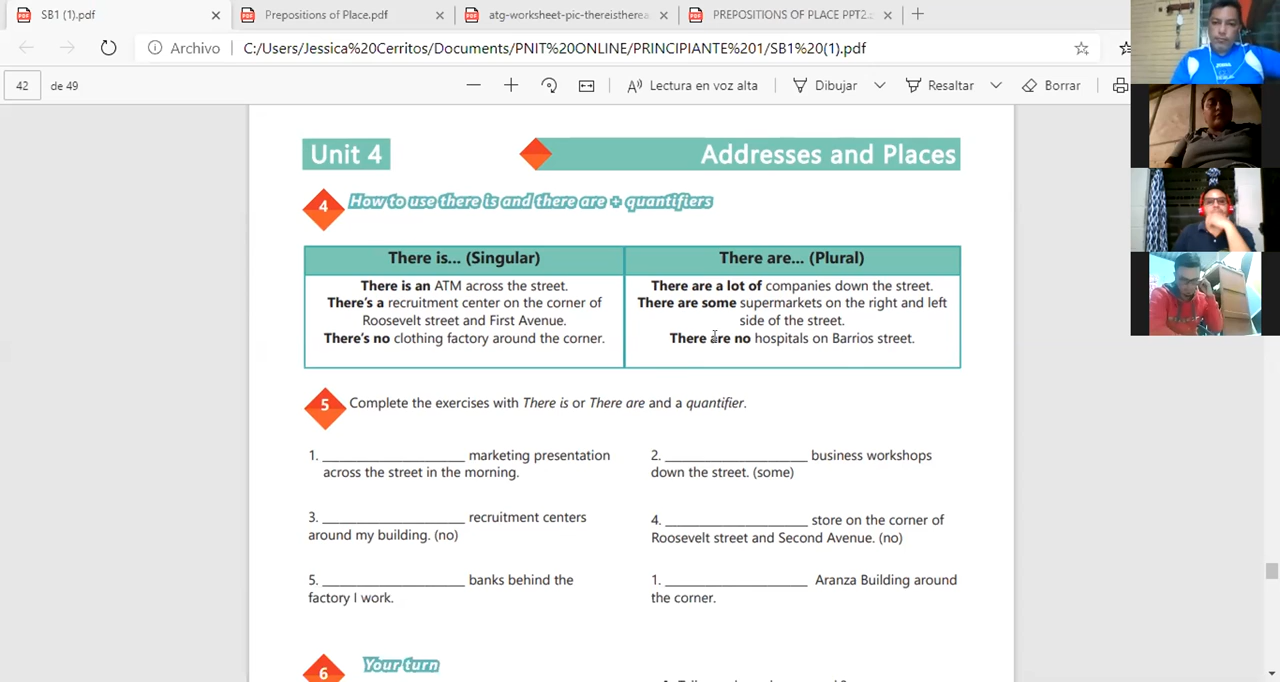 SB1 (1).pdf
Prepositions of Place.pdf
atg-worksheet-pic-thereistherea
PREPOSITIONS OF PLACE PPT2.
Archivo
C:/Users/Jessica%20Cerritos/Documents/PNIT%20ONLINE/PRINCIPIANTE%201/SB1%20(1).pdf
42 de 49
Lectura en voz alta
Dibujar
Resaltar
Borrar
Unit 4
Addresses and Places
4 How to use there is and there are + quantifiers
There is... (Singular)
There is an ATM across the street.
There's a recruitment center on the corner of
Roosevelt street and First Avenue.
There's no clothing factory around the corner.
There are... (Plural)
There are a lot of companies down the street.
There are some supermarkets on the right and left
side of the street.
There are no hospitals on Barrios street.
5 Complete the exercises with There is or There are and a quantifier.
1. __________________ marketing presentation
across the street in the morning.
2. __________________ business workshops
down the street. (some)
3. __________________ recruitment centers
around my building. (no)
4. __________________ store on the corner of
Roosevelt street and Second Avenue. (no)
5. __________________ banks behind the
factory I work.
1. __________________ Aranza Building around
the corner.
6 Your turn